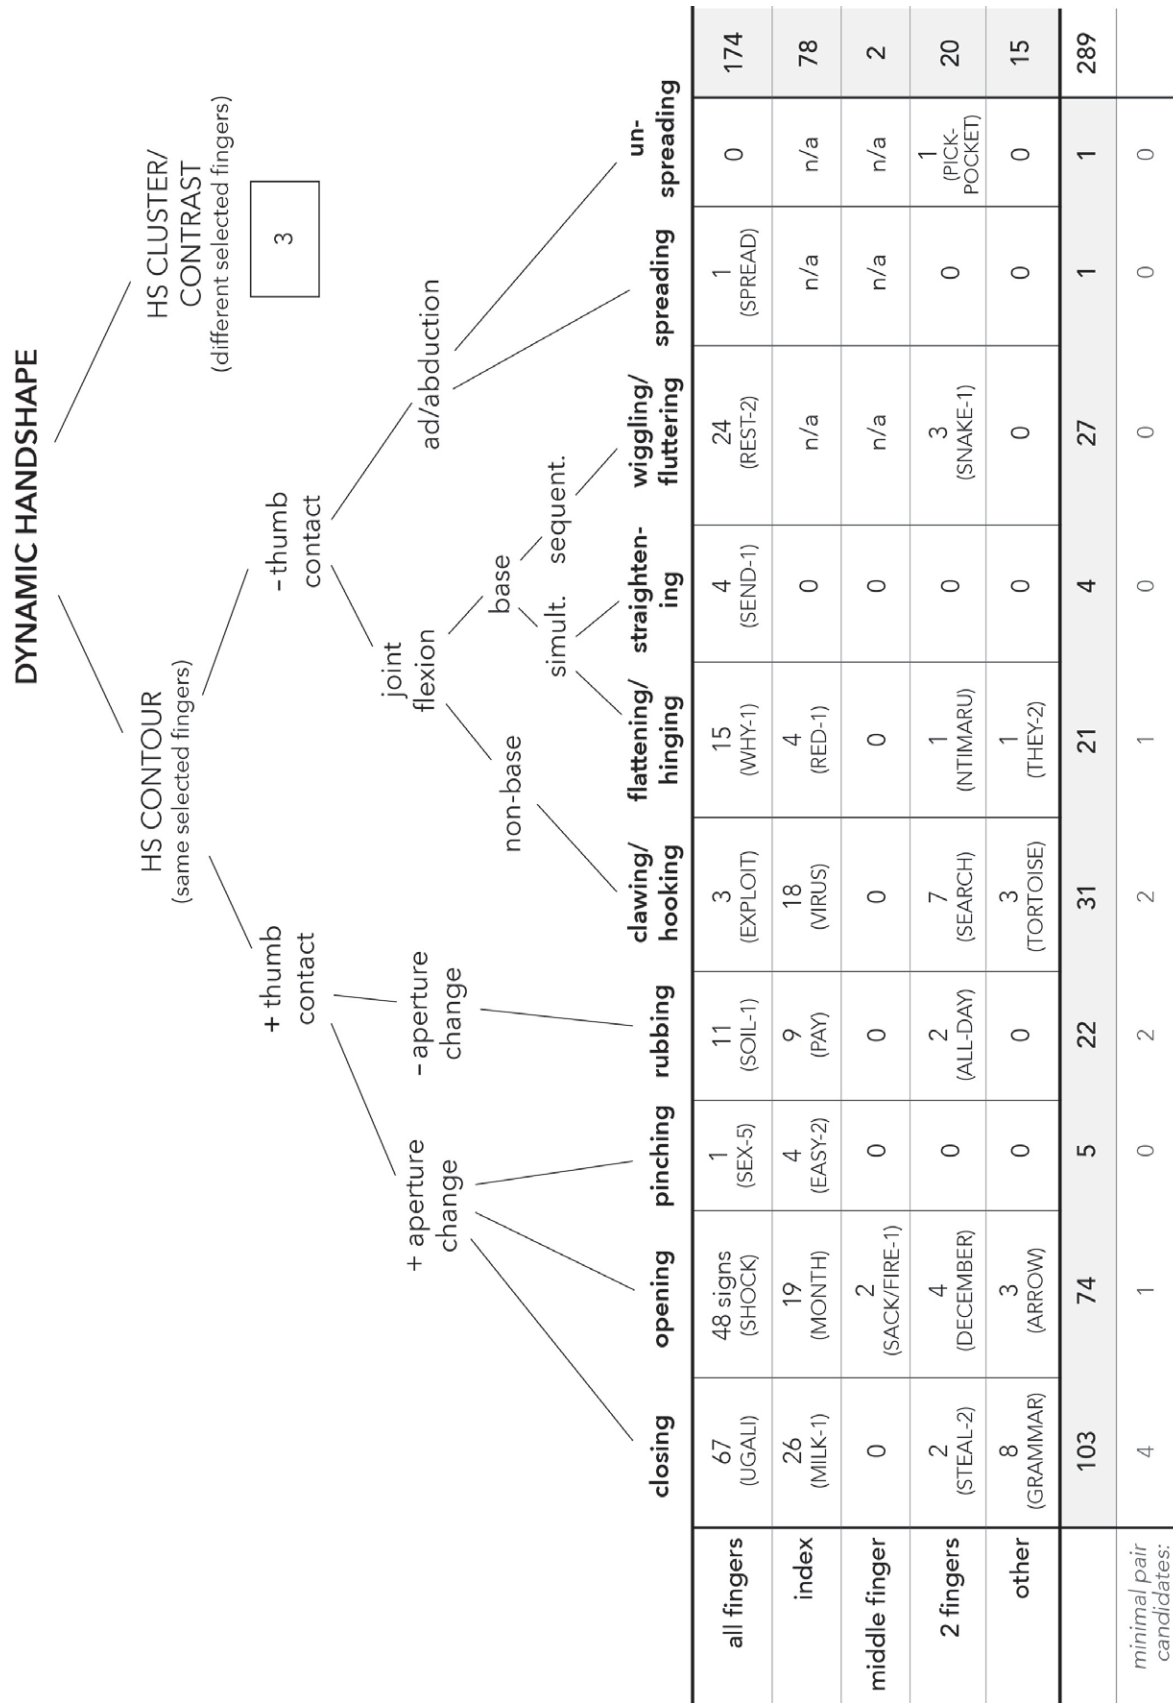 DYNAMIC HANDSHAPE
HS CONTOUR
(same selected fingers)
HS CLUSTER/
CONTRAST
(different selected fingers)
3
+ thumb
contact
–thumb
contact
+ aperture
change
–aperture
change
joint
flexion
ad/abduction
non-base
base
simult.
sequent.
closing
opening
pinching
rubbing
clawing/
hooking
flattening/
hinging
straighten-
ing
wiggling/
fluttering
spreading
un-
spreading
all fingers
67
(UGALI)
48 signs
(SHOCK)
1
(SEX-5)
11
(SOIL-1)
3
(EXPLOIT)
15
(WHY-1)
4
(SEND-1)
24
(REST-2)
1
(SPREAD)
0
174
index
26
(MILK-1)
19
(MONTH)
4
(EASY-2)
9
(PAY)
18
(VIRUS)
4
(RED-1)
0
n/a
n/a
n/a
78
middle finger
0
2
(SACK/FIRE-1)
0
0
0
0
0
n/a
n/a
n/a
2
2 fingers
2
(STEAL-2)
4
(DECEMBER)
0
2
(ALL-DAY)
7
(SEARCH)
1
(NTIMARU)
0
3
(SNAKE-1)
0
1
(PICK-
POCKET)
20
other
8
(GRAMMAR)
3
(ARROW)
0
0
3
(TORTOISE)
1
(THEY-2)
0
0
0
0
15
103
74
5
22
31
21
4
27
1
1
289
minimal pair
candidates:
4
1
0
2
2
1
0
0
0
0